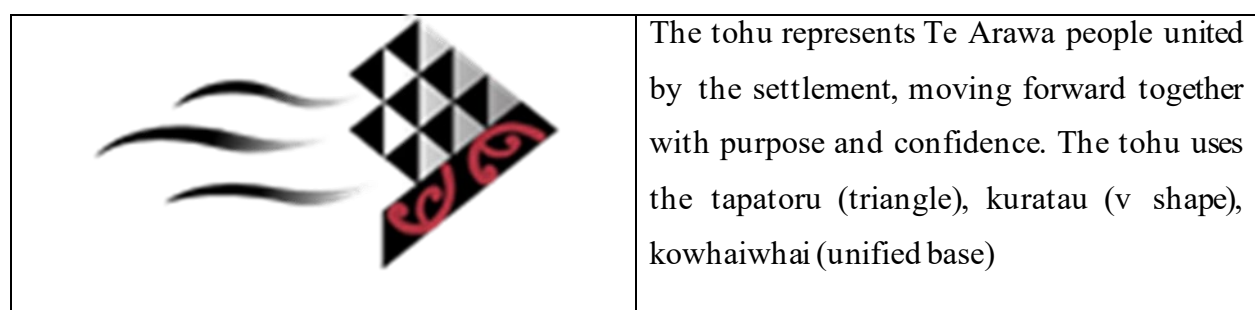 The tohu represents Te Arawa people united
by the settlement, moving forward together
with purpose and confidence. The tohu uses
the tapatoru (triangle), kuratau (v shape),
kowhaiwhai (unified base)